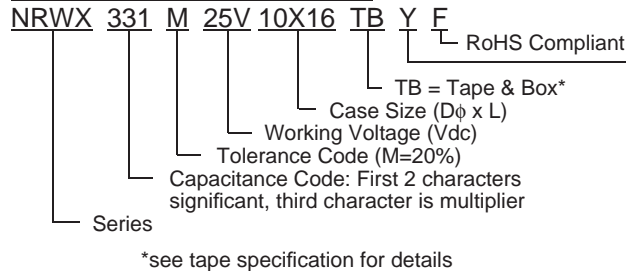 NRWX 331 M 25V 10X16 TB Y F
RoHS Compliant
TB = Tape & Box*
Case Size (Dϕ x L)
Working Voltage (Vdc)
Tolerance Code (M=20%)
Capacitance Code: First 2 characters
significant, third character is multiplier
Series
*see tape specification for details